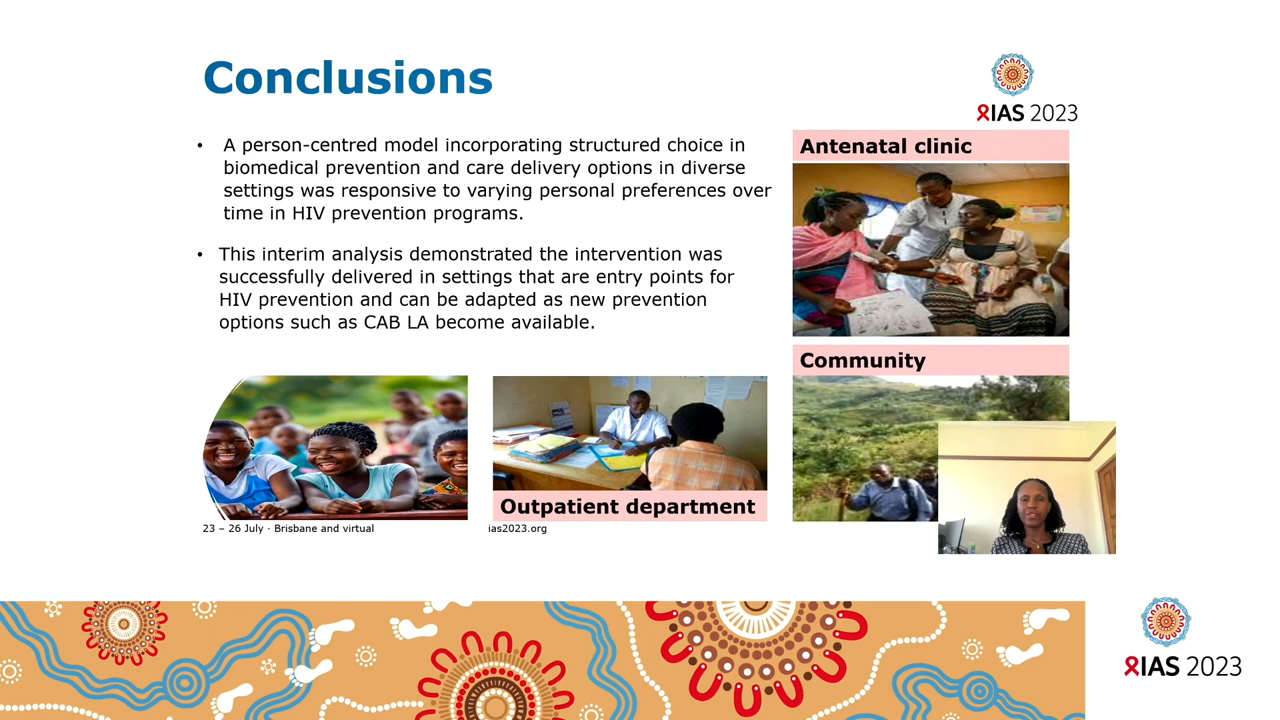 Conclusions
IAS 2023
• A person-centred model incorporating structured choice in
biomedical prevention and care delivery options in diverse
settings was responsive to varying personal preferences over
time in HIV prevention programs.
• This interim analysis demonstrated the intervention was
successfully delivered in settings that are entry points for
HIV prevention and can be adapted as new prevention
options such as CAB LA become available.
Antenatal clinic
Community
Outpatient department
23 – 26 July · Brisbane and virtual
ias2023.org
IAS 2023